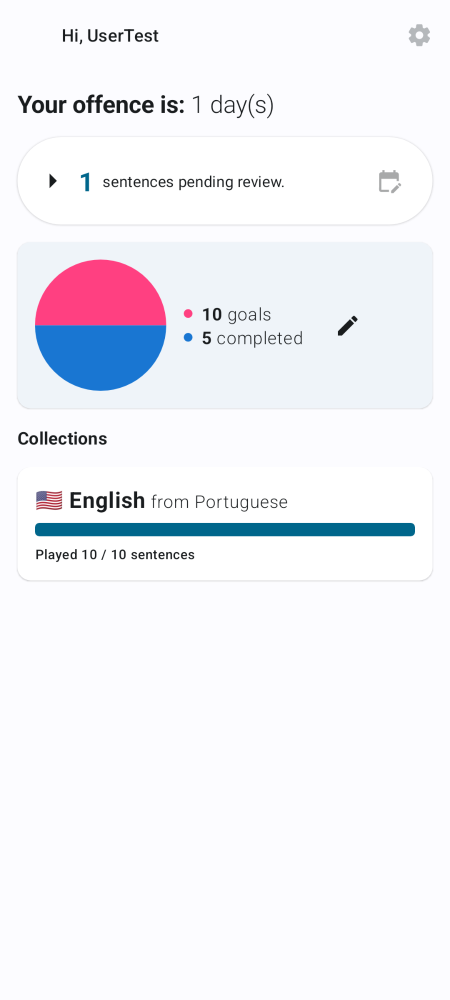 Hi, UserTest
Your offence is: 1 day(s)
1 sentences pending review.
10 goals
5 completed
Collections
🇺🇸 English from Portuguese
Played 10 / 10 sentences